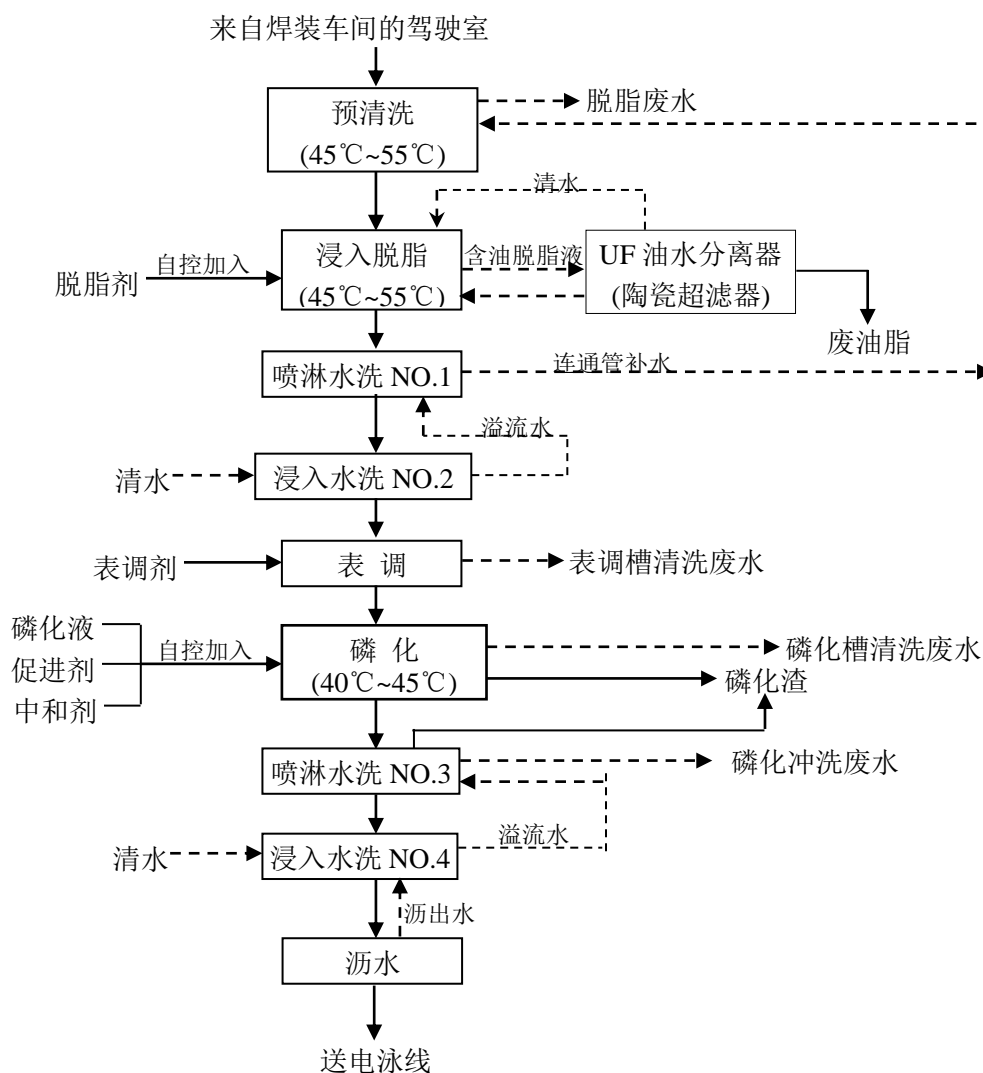 来自焊装车间的驾驶室
预清洗
(45℃~55℃)
脱脂废水
清水
浸入脱脂
(45℃~55℃)
脱脂剂
自控加入
含油脱脂液
UF 油水分离器
(陶瓷超滤器)
废油脂
喷淋水洗 NO.1
连通管补水
溢流水
清水
浸入水洗 NO.2
表调剂
表 调
表调槽清洗废水
磷化液
促进剂
中和剂
自控加入
磷 化
(40℃~45℃)
磷化槽清洗废水
磷化渣
喷淋水洗 NO.3
磷化冲洗废水
溢流水
清水
浸入水洗 NO.4
沥出水
沥水
送电泳线